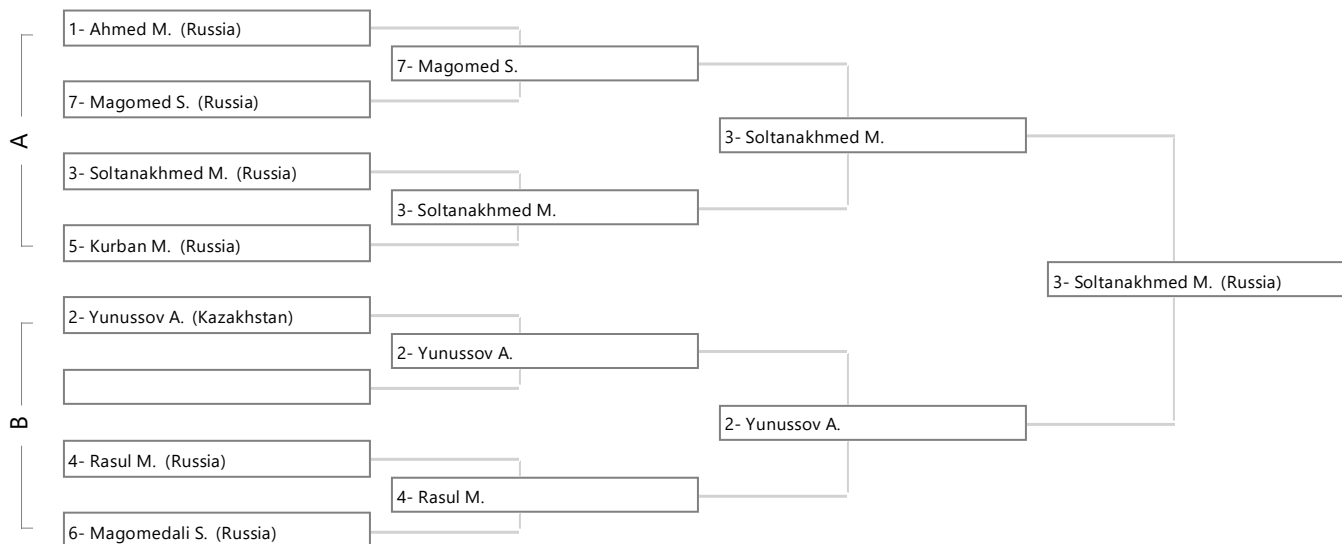 1- Ahmed M. (Russia)
7- Magomed S.
7- Magomed S. (Russia)
A
3- Soltanakhmed M.
3- Soltanakhmed M. (Russia)
3- Soltanakhmed M.
5- Kurban M. (Russia)
3- Soltanakhmed M. (Russia)
2- Yunussov A. (Kazakhstan)
2- Yunussov A.
B
2- Yunussov A.
4- Rasul M. (Russia)
4- Rasul M.
6- Magomedali S. (Russia)